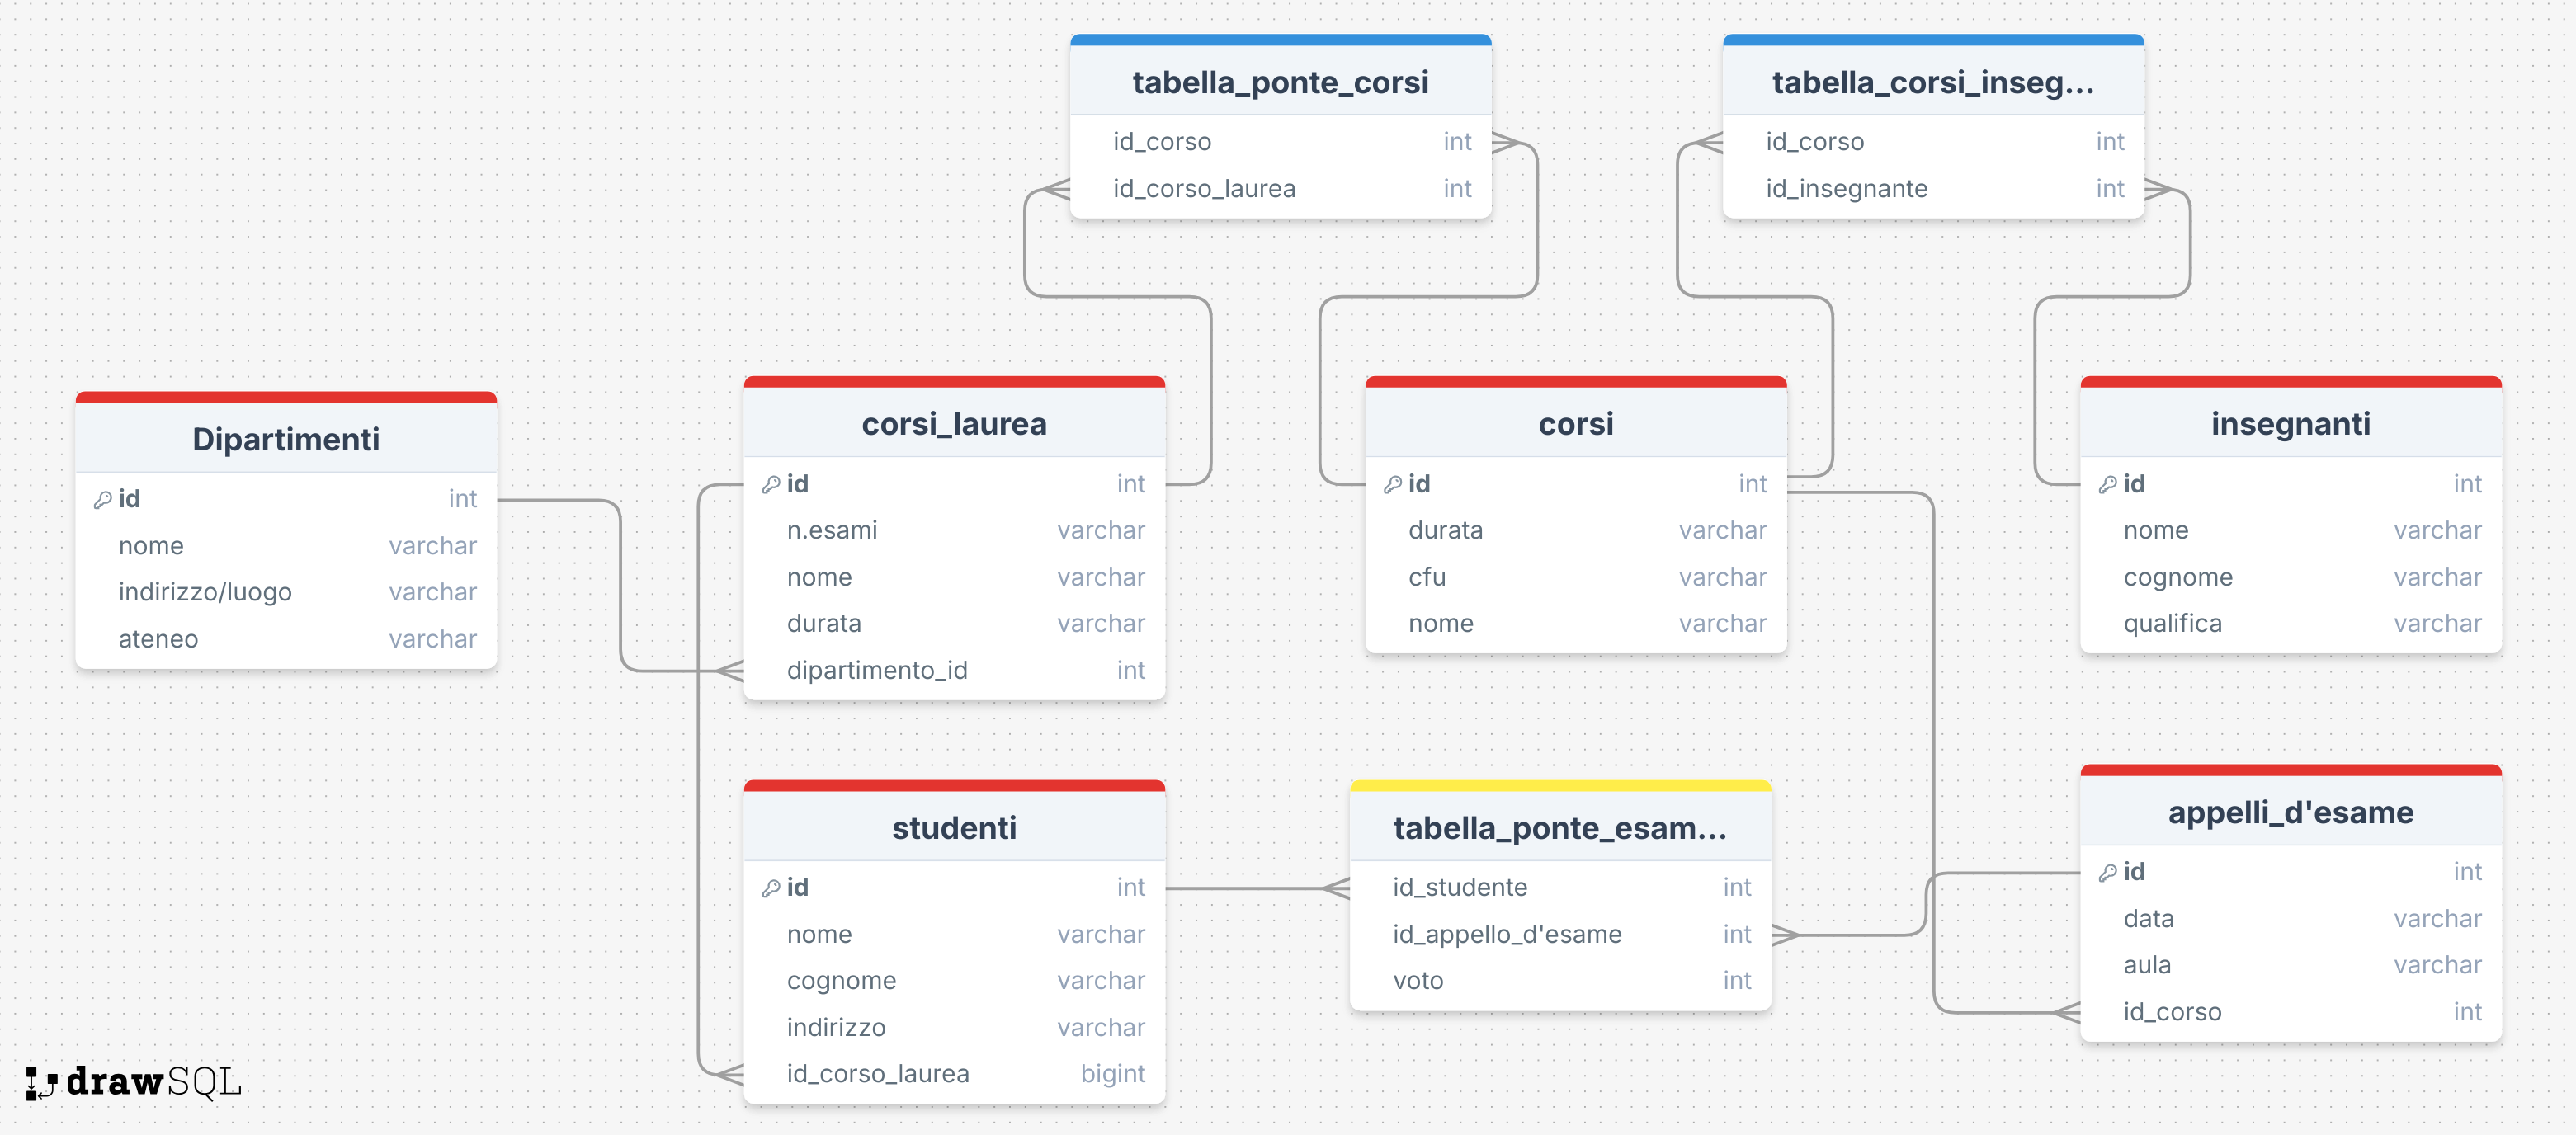 tabella_ponte_corsi
id_corso int
id_corso_laurea int
tabella_corsi_inseg...
id_corso int
id_insegnante int
Dipartimenti
id int
nome varchar
indirizzo/luogo varchar
ateneo varchar
corsi_laurea
id int
n.esami varchar
nome varchar
durata varchar
dipartimento_id int
corsi
id int
durata varchar
cfu varchar
nome varchar
insegnanti
id int
nome varchar
cognome varchar
qualifica varchar
studenti
id int
nome varchar
cognome varchar
indirizzo varchar
id_corso_laurea bigint
tabella_ponte_esam...
id_studente int
id_appello_d'esame int
voto int
appelli_d'esame
id int
data varchar
aula varchar
id_corso int
drawSQL